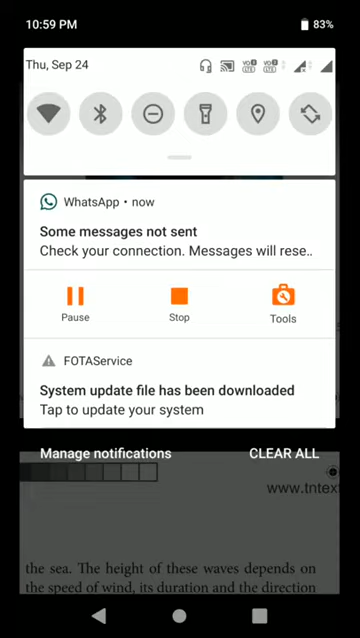 10:59 PM 83%
Thu, Sep 24
WhatsApp • now
Some messages not sent
Check your connection. Messages will rese..
Pause Stop Tools
FOTAService
System update file has been downloaded
Tap to update your system
Manage notifications CLEAR ALL
www.tntext
the sea. The height of these waves depends on
the speed of wind, its duration and the direction